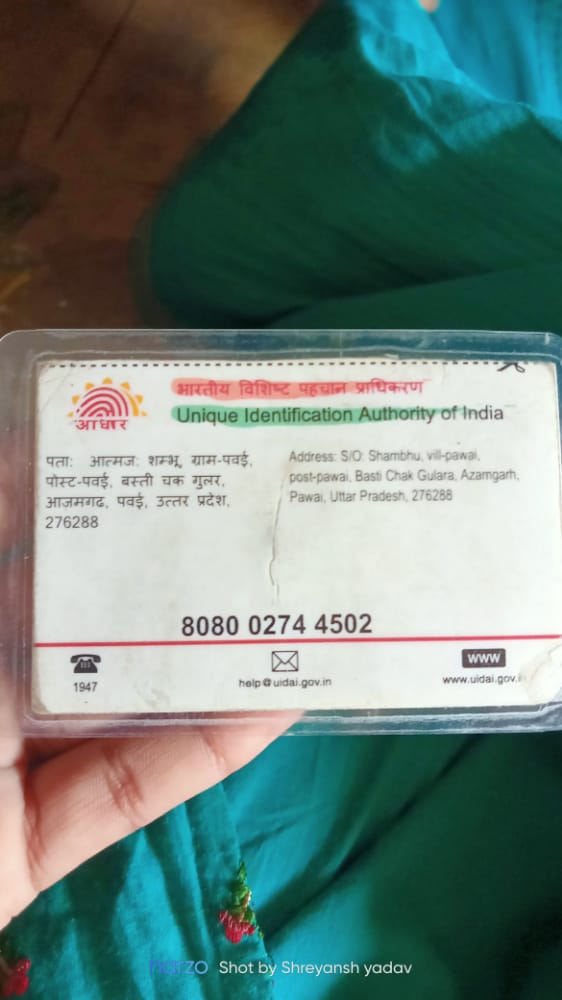 भारतीय विशिष्ट पहचान प्राधिकरण
Unique Identification Authority of India
आधार
पताः आत्मजः शम्भू, ग्राम-पवई,
पोस्ट-पवई, बस्ती चक गुलर,
आजमगढ, पवई, उत्तर प्रदेश,
276288
Address: S/O: Shambhu, vill-pawai,
post-pawai, Basti Chak Gulara, Azamgarh,
Pawai, Uttar Pradesh, 276288
8080 0274 4502
1947
help@uidai.gov.in
www
www.uidai.gov.in
narzo Shot by Shreyansh yadav